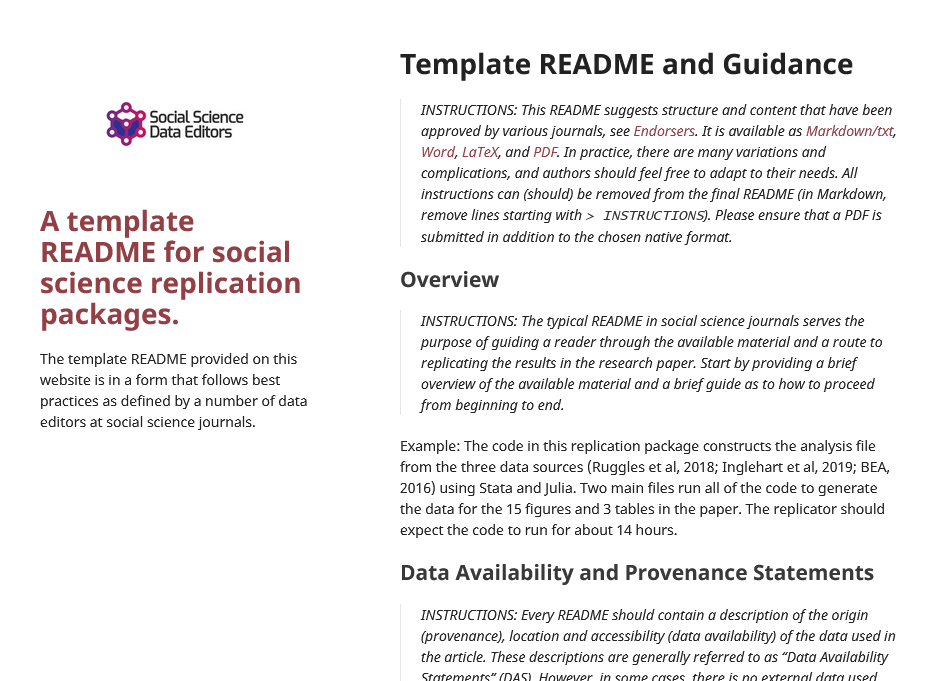 Social Science
Data Editors
A template
README for social
science replication
packages.
The template README provided on this
website is in a form that follows best
practices as defined by a number of data
editors at social science journals.
Template README and Guidance
INSTRUCTIONS: This README suggests structure and content that have been
approved by various journals, see Endorsers. It is available as Markdown/txt,
Word, LaTeX, and PDF. In practice, there are many variations and
complications, and authors should feel free to adapt to their needs. All
instructions can (should) be removed from the final README (in Markdown,
remove lines starting with > INSTRUCTIONS). Please ensure that a PDF is
submitted in addition to the chosen native format.
Overview
INSTRUCTIONS: The typical README in social science journals serves the
purpose of guiding a reader through the available material and a route to
replicating the results in the research paper. Start by providing a brief
overview of the available material and a brief guide as to how to proceed
from beginning to end.
Example: The code in this replication package constructs the analysis file
from the three data sources (Ruggles et al, 2018; Inglehart et al, 2019; BEA,
2016) using Stata and Julia. Two main files run all of the code to generate
the data for the 15 figures and 3 tables in the paper. The replicator should
expect the code to run for about 14 hours.
Data Availability and Provenance Statements
INSTRUCTIONS: Every README should contain a description of the origin
(provenance), location and accessibility (data availability) of the data used in
the article. These descriptions are generally referred to as “Data Availability
Statements” (DAS). However, in some cases, there is no external data used